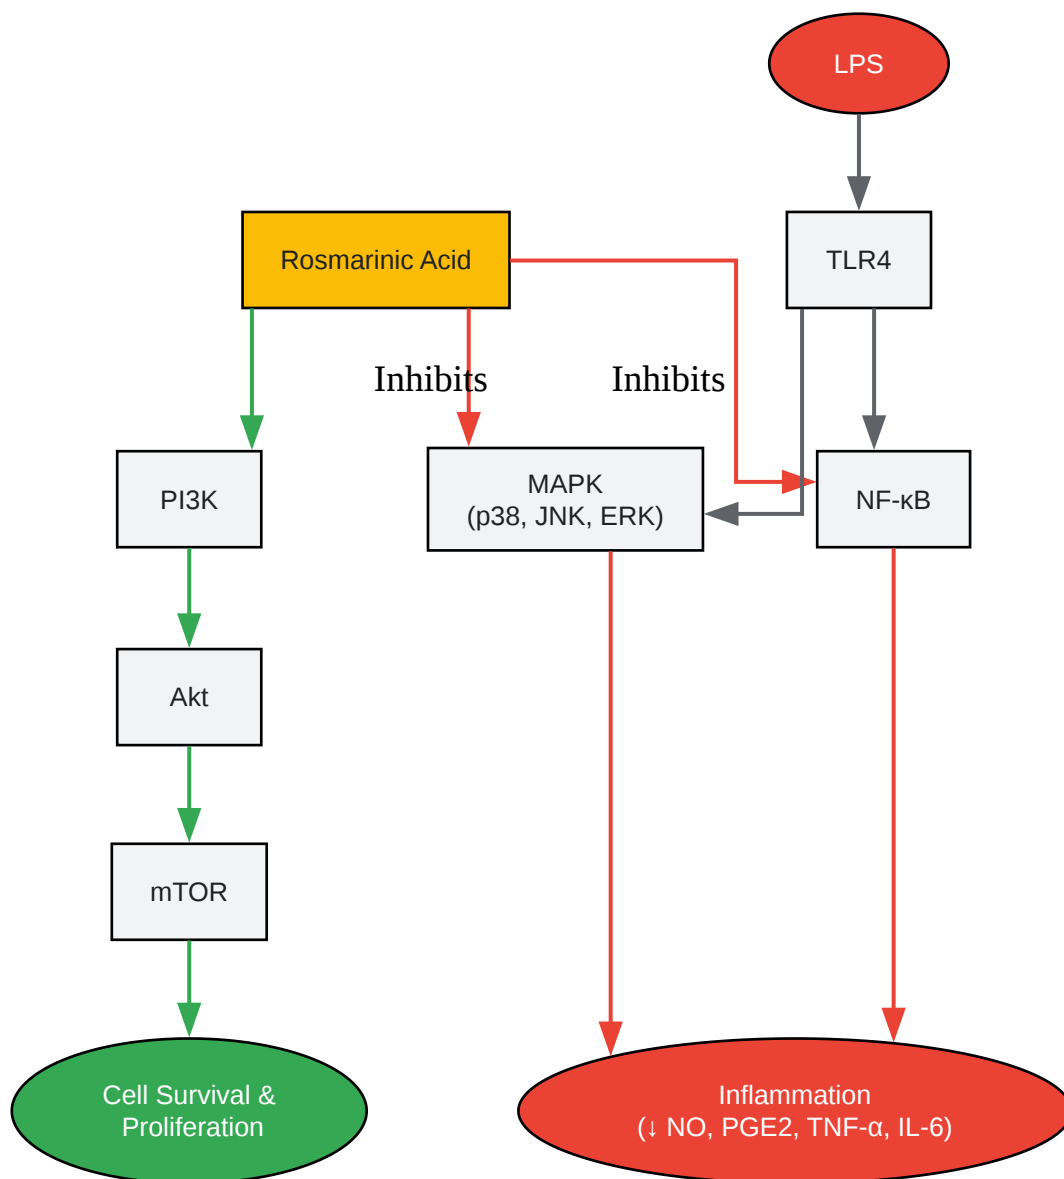 LPS
Rosmarinic Acid
TLR4
Inhibits
Inhibits
PI3K
MAPK
(p38, JNK, ERK)
NF-κB
Akt
mTOR
Cell Survival &
Proliferation
Inflammation
(↓ NO, PGE2, TNF-α, IL-6)